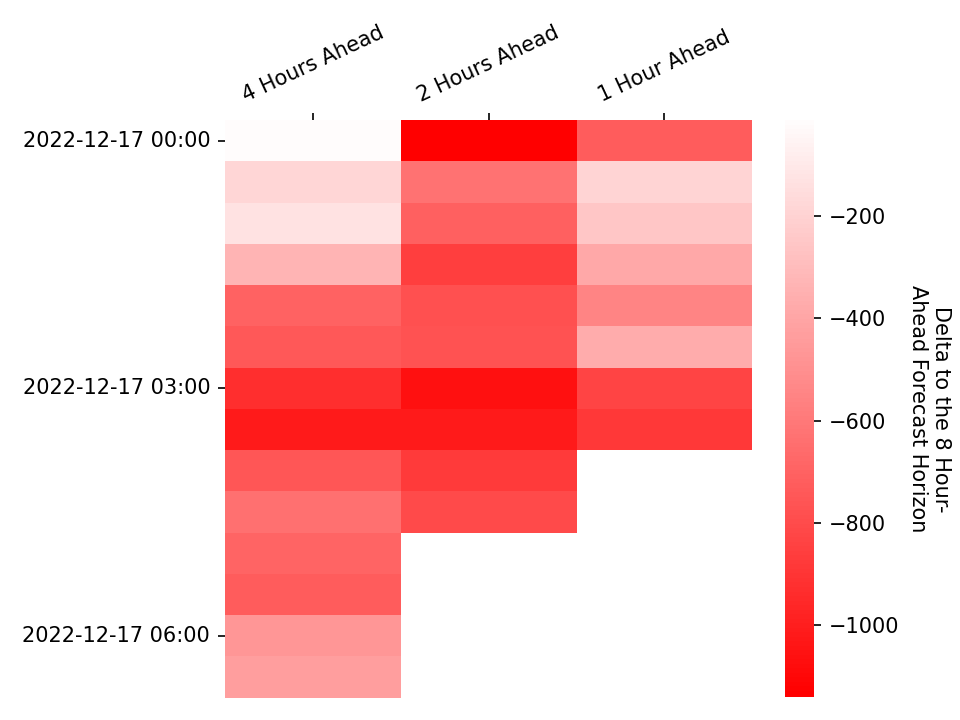 4 Hours Ahead
2 Hours Ahead
1 Hour Ahead
2022-12-17 00:00
2022-12-17 03:00
2022-12-17 06:00
−200
−400
−600
−800
−1000
Delta to the 8 Hour-
Ahead Forecast Horizon